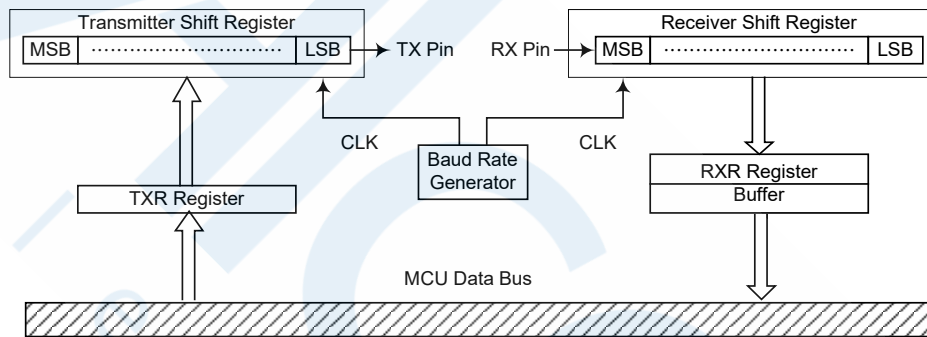 Transmitter Shift Register
MSB
LSB
TX Pin
RX Pin
Receiver Shift Register
MSB
LSB
CLK
CLK
Baud Rate
Generator
TXR Register
RXR Register
Buffer
MCU Data Bus